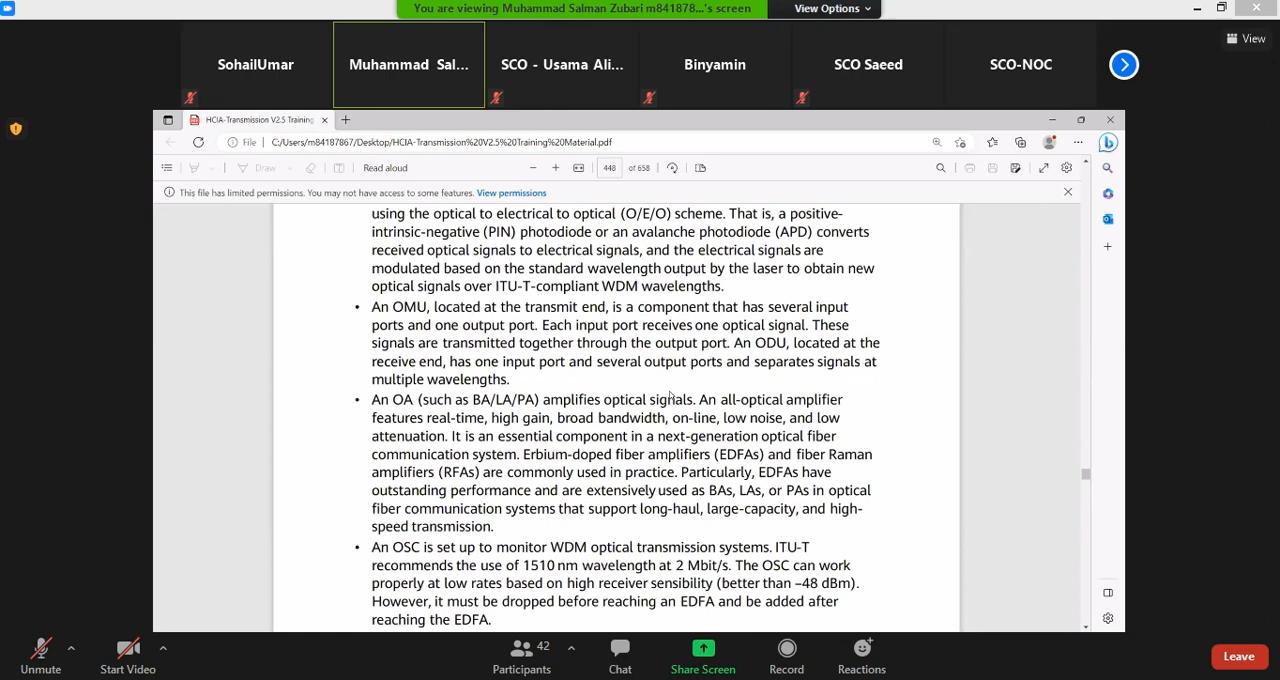 You are viewing Muhammad Salman Zubari m841878...'s screen
View Options
View
SohailUmar
Muhammad Sal...
SCO - Usama Ali...
Binyamin
SCO Saeed
SCO-NOC
HCIA-Transmission V2.5 Training
File
C:/Users/m84187867/Desktop/HCIA-Transmission%20V2.5%20Training%20Material.pdf
Draw
Read aloud
448 of 658
This file has limited permissions. You may not have access to some features. View permissions
using the optical to electrical to optical (O/E/O) scheme. That is, a positive-
intrinsic-negative (PIN) photodiode or an avalanche photodiode (APD) converts
received optical signals to electrical signals, and the electrical signals are
modulated based on the standard wavelength output by the laser to obtain new
optical signals over ITU-T-compliant WDM wavelengths.
• An OMU, located at the transmit end, is a component that has several input
ports and one output port. Each input port receives one optical signal. These
signals are transmitted together through the output port. An ODU, located at the
receive end, has one input port and several output ports and separates signals at
multiple wavelengths.
• An OA (such as BA/LA/PA) amplifies optical signals. An all-optical amplifier
features real-time, high gain, broad bandwidth, on-line, low noise, and low
attenuation. It is an essential component in a next-generation optical fiber
communication system. Erbium-doped fiber amplifiers (EDFAs) and fiber Raman
amplifiers (RFAs) are commonly used in practice. Particularly, EDFAs have
outstanding performance and are extensively used as BAs, LAs, or PAs in optical
fiber communication systems that support long-haul, large-capacity, and high-
speed transmission.
• An OSC is set up to monitor WDM optical transmission systems. ITU-T
recommends the use of 1510 nm wavelength at 2 Mbit/s. The OSC can work
properly at low rates based on high receiver sensibility (better than –48 dBm).
However, it must be dropped before reaching an EDFA and be added after
reaching the EDFA.
Unmute
Start Video
42
Participants
Chat
Share Screen
Record
Reactions
Leave